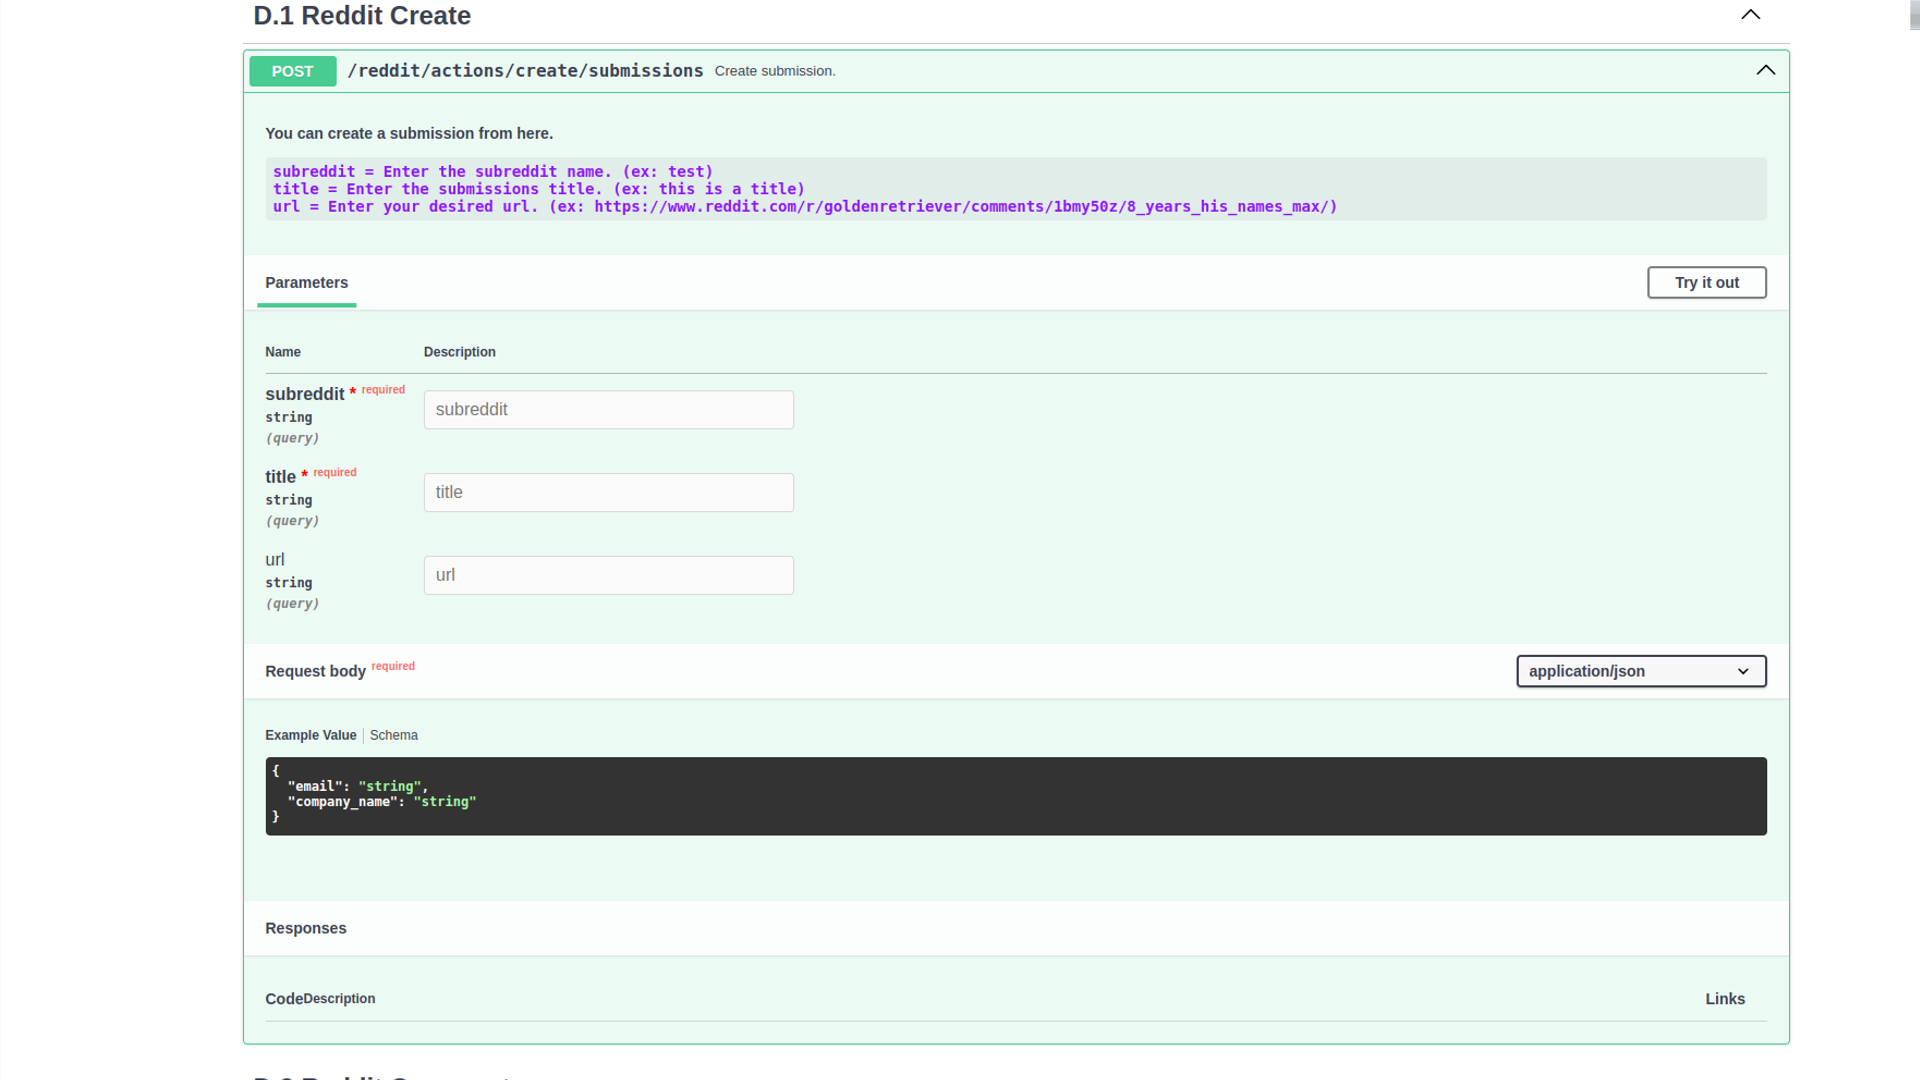 D.1 Reddit Create
POST /reddit/actions/create/submissions Create submission.
You can create a submission from here.
subreddit = Enter the subreddit name. (ex: test)
title = Enter the submissions title. (ex: this is a title)
url = Enter your desired url. (ex: https://www.reddit.com/r/goldenretriever/comments/1bmy50z/8_years_his_names_max/)
Parameters
Try it out
Name Description
subreddit * required
string
(query)
subreddit
title * required
string
(query)
title
url
string
(query)
url
Request body required
application/json
Example Value | Schema
{
"email": "string",
"company_name": "string"
}
Responses
Code Description Links